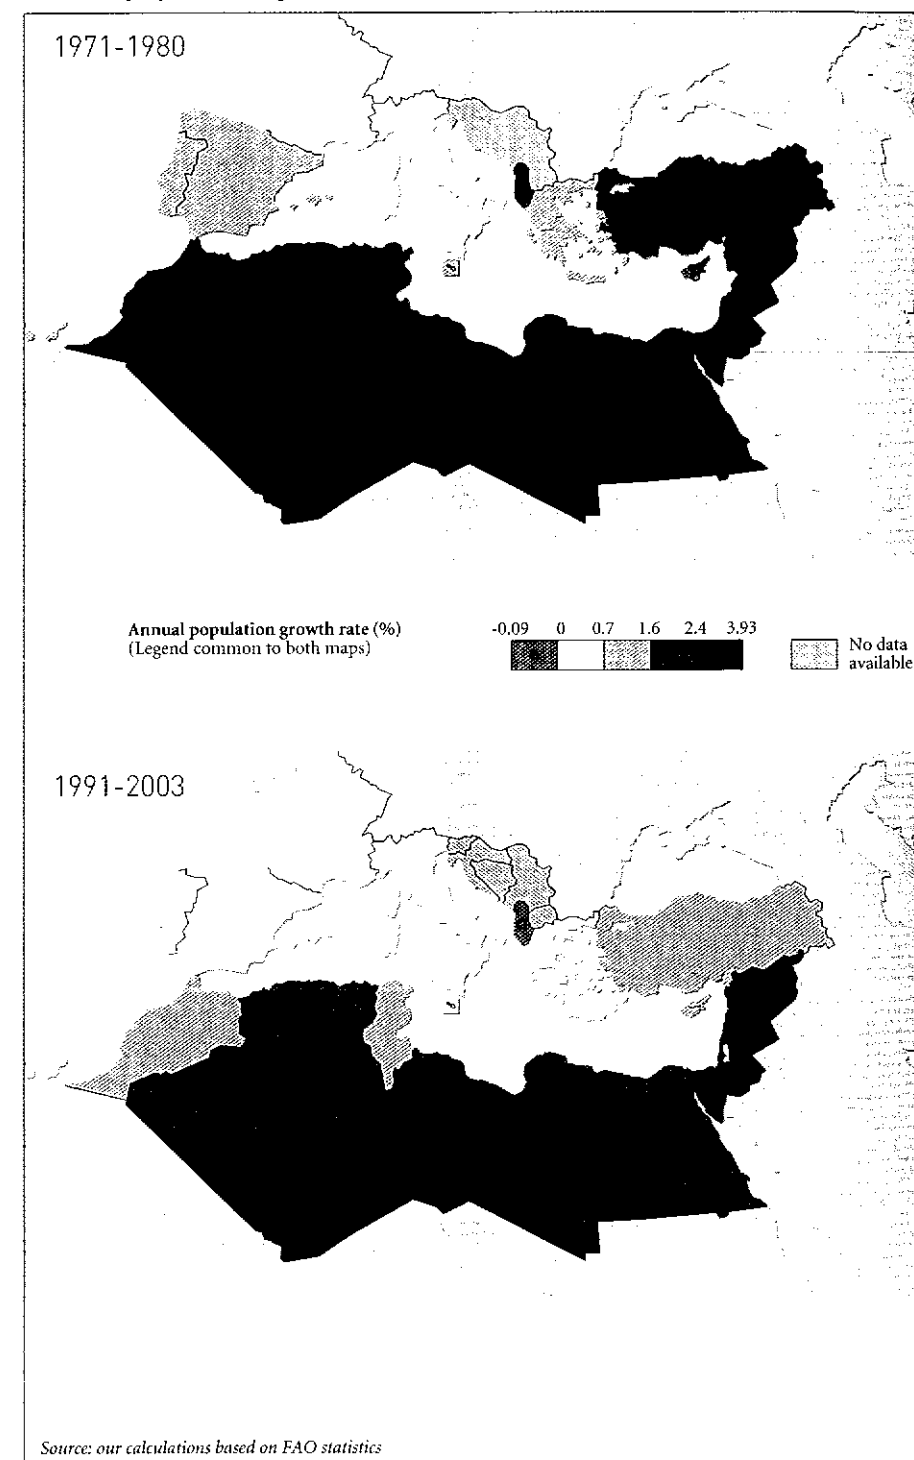 1971-1980
Annual population growth rate (%)
(Legend common to both maps)
-0.09 0 0.7 1.6 2.4 3.93
No data
available
1991-2003
Source: our calculations based on FAO statistics